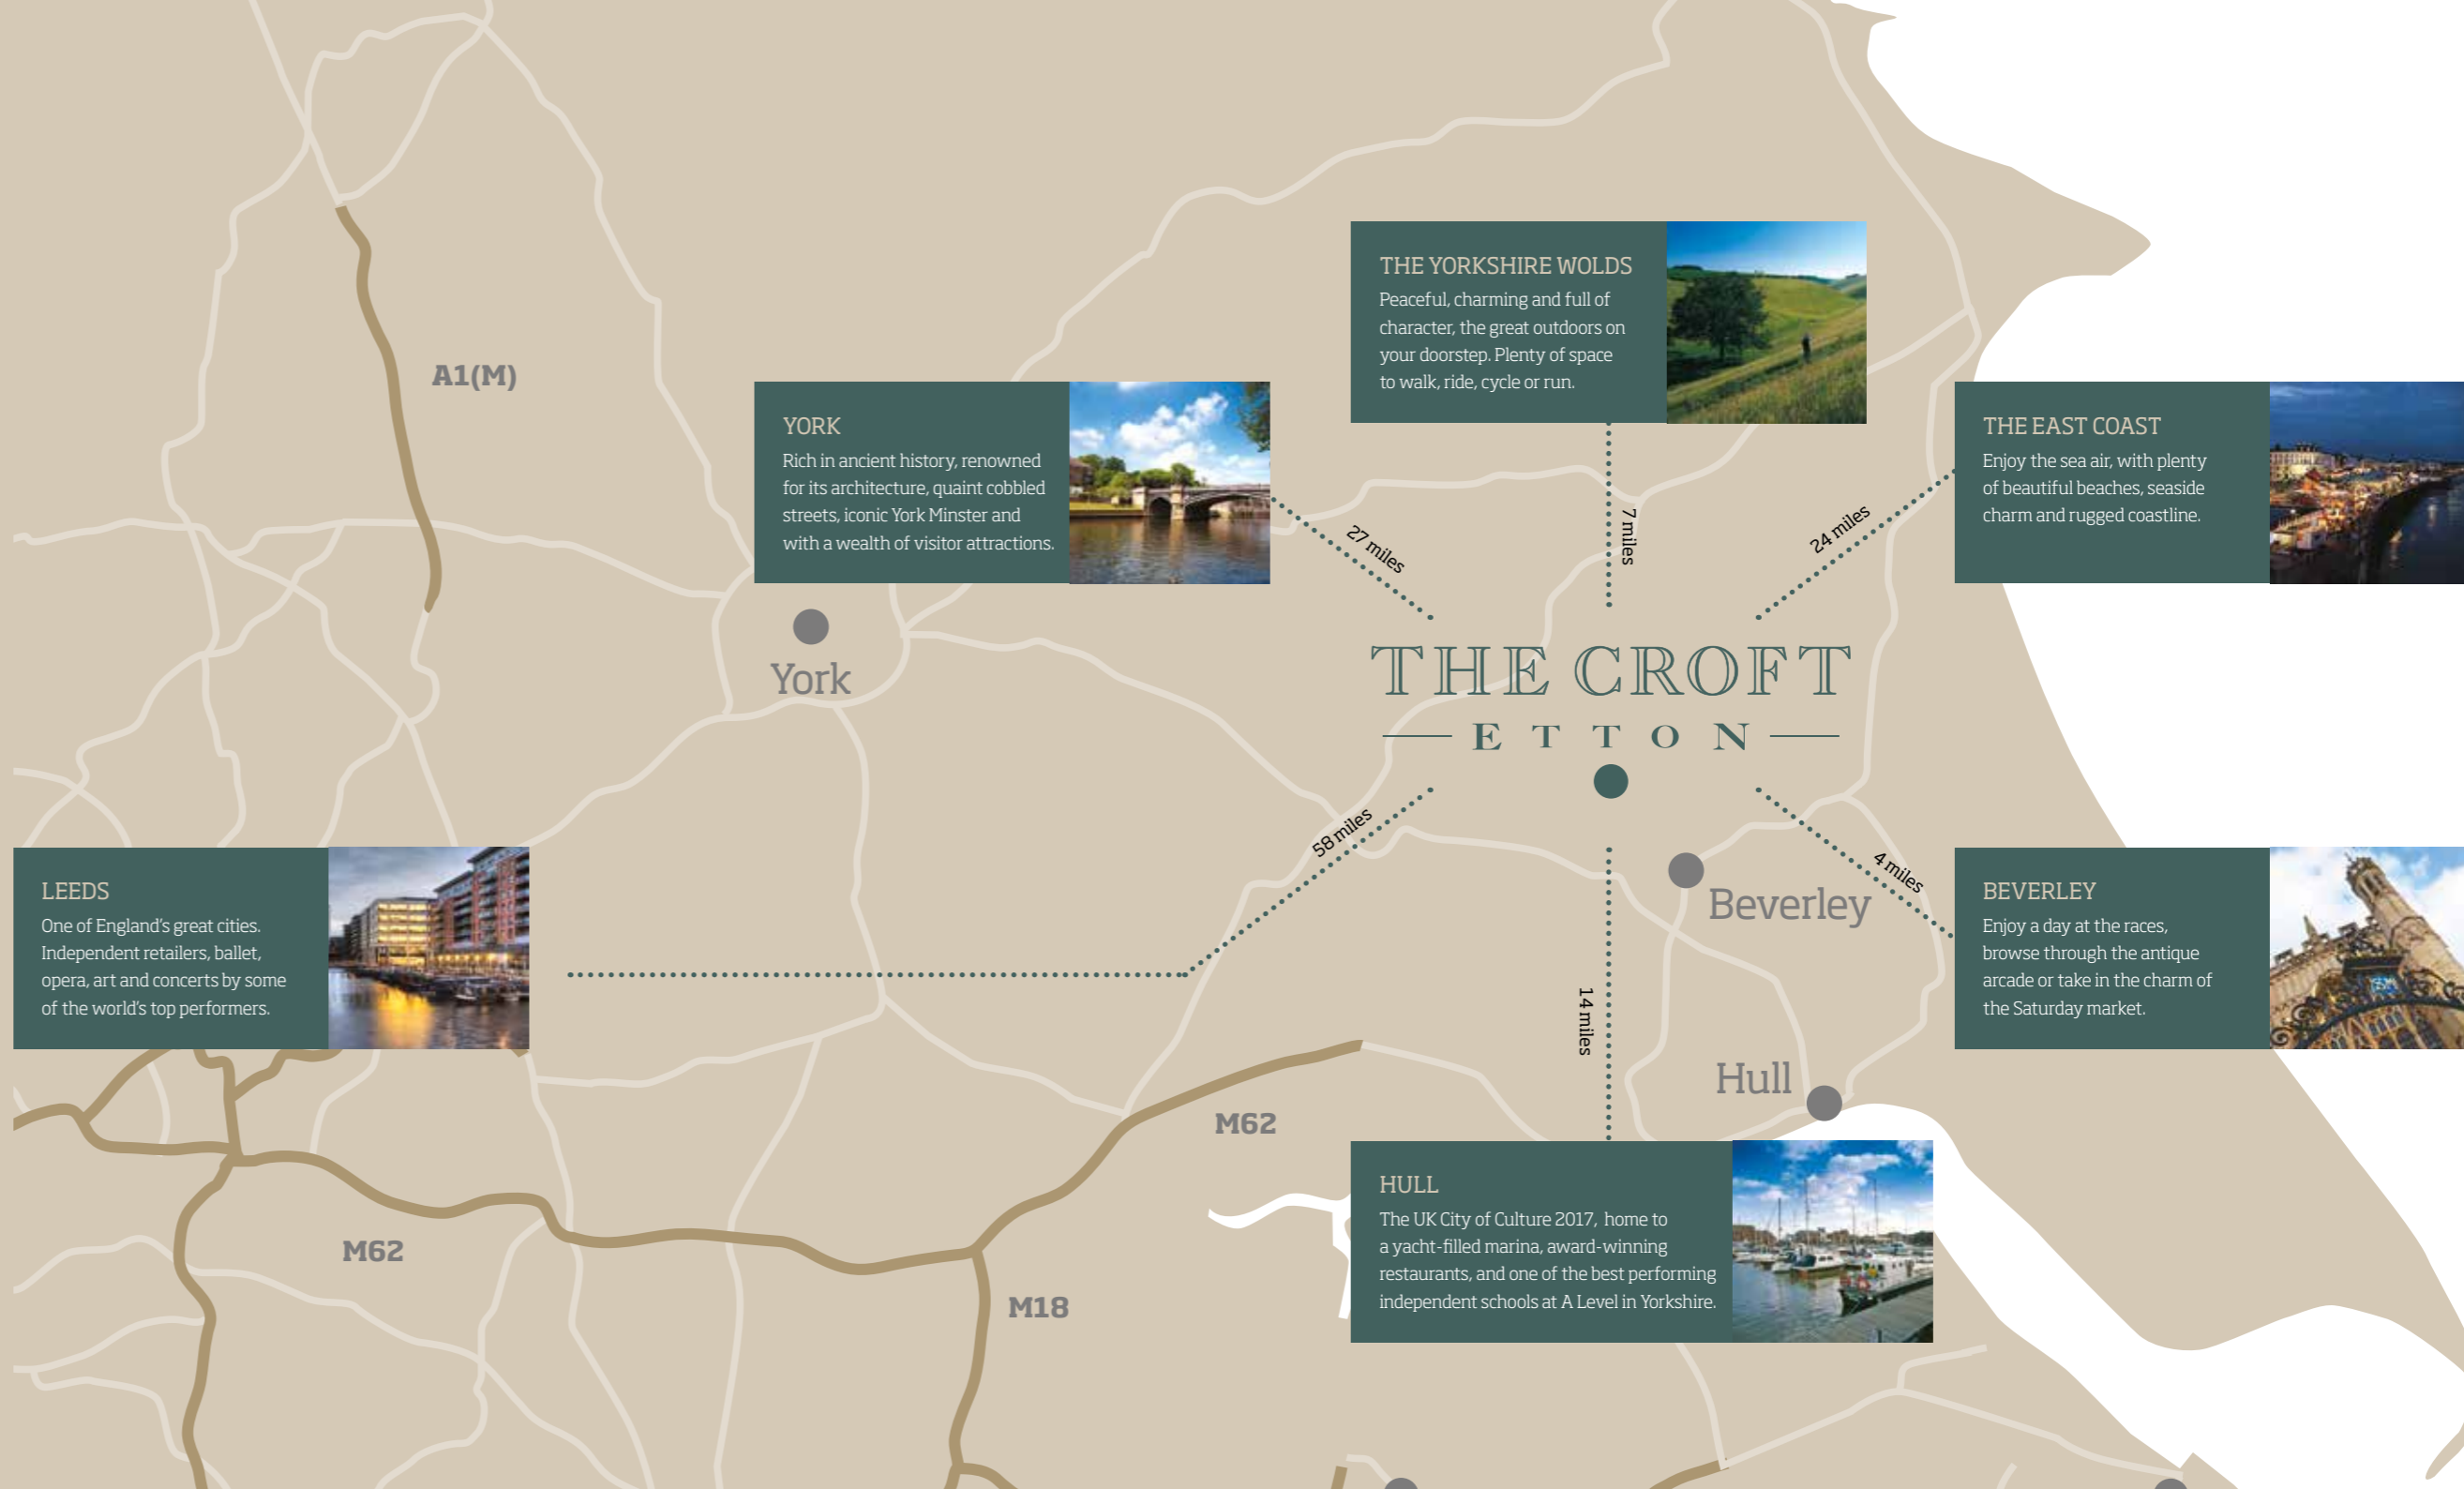 THE YORKSHIRE WOLDS
Peaceful, charming and full of
character, the great outdoors on
your doorstep. Plenty of space
to walk, ride, cycle or run.
A1(M)
YORK
Rich in ancient history, renowned
for its architecture, quaint cobbled
streets, iconic York Minster and
with a wealth of visitor attractions.
THE EAST COAST
Enjoy the sea air, with plenty
of beautiful beaches, seaside
charm and rugged coastline.
27 miles
7 miles
24 miles
York
THE CROFT
ETTON
58 miles
4 miles
LEEDS
One of England's great cities.
Independent retailers, ballet,
opera, art and concerts by some
of the world's top performers.
Beverley
BEVERLEY
Enjoy a day at the races,
browse through the antique
arcade or take in the charm of
the Saturday market.
14 miles
Hull
M62
HULL
The UK City of Culture 2017, home to
a yacht-filled marina, award-winning
restaurants, and one of the best performing
independent schools at A Level in Yorkshire.
M62
M18